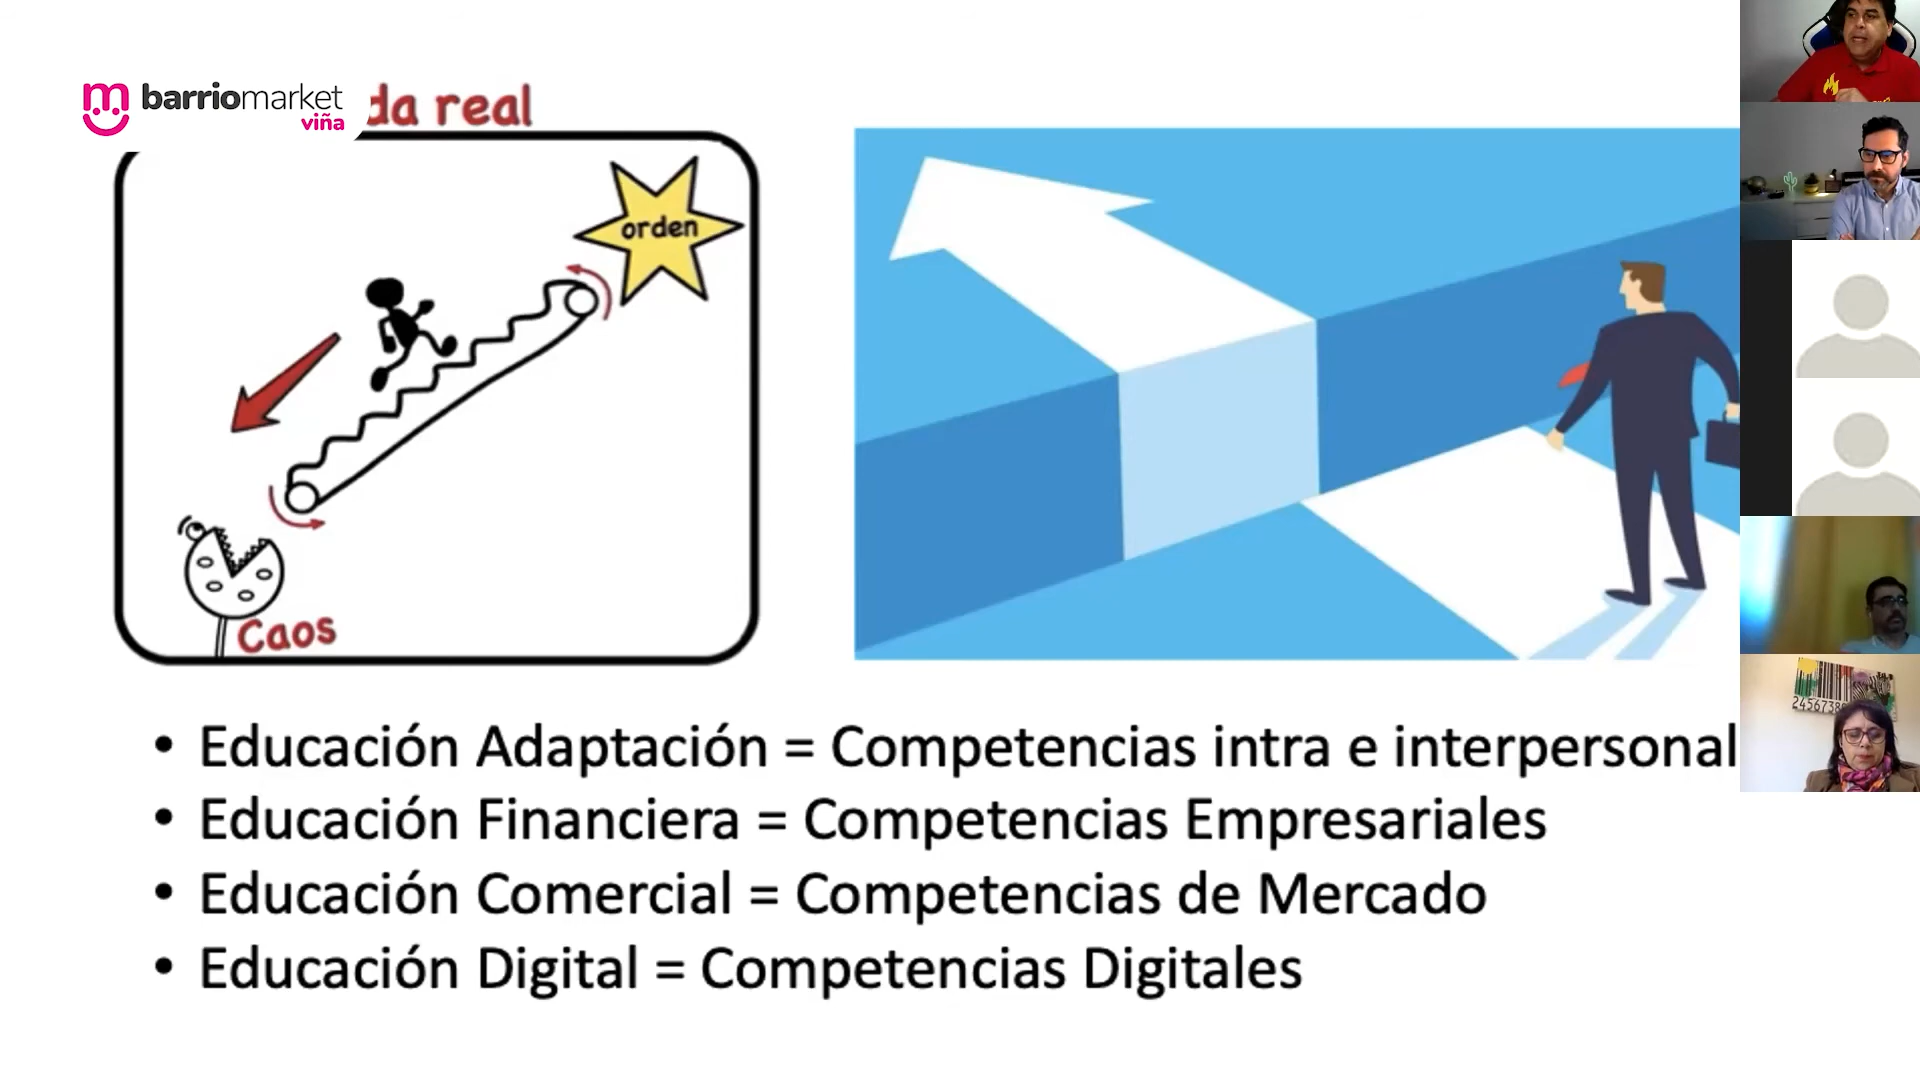 barriomarket
viña
da real
orden
Caos
• Educación Adaptación = Competencias intra e interpersonal
• Educación Financiera = Competencias Empresariales
• Educación Comercial = Competencias de Mercado
• Educación Digital = Competencias Digitales